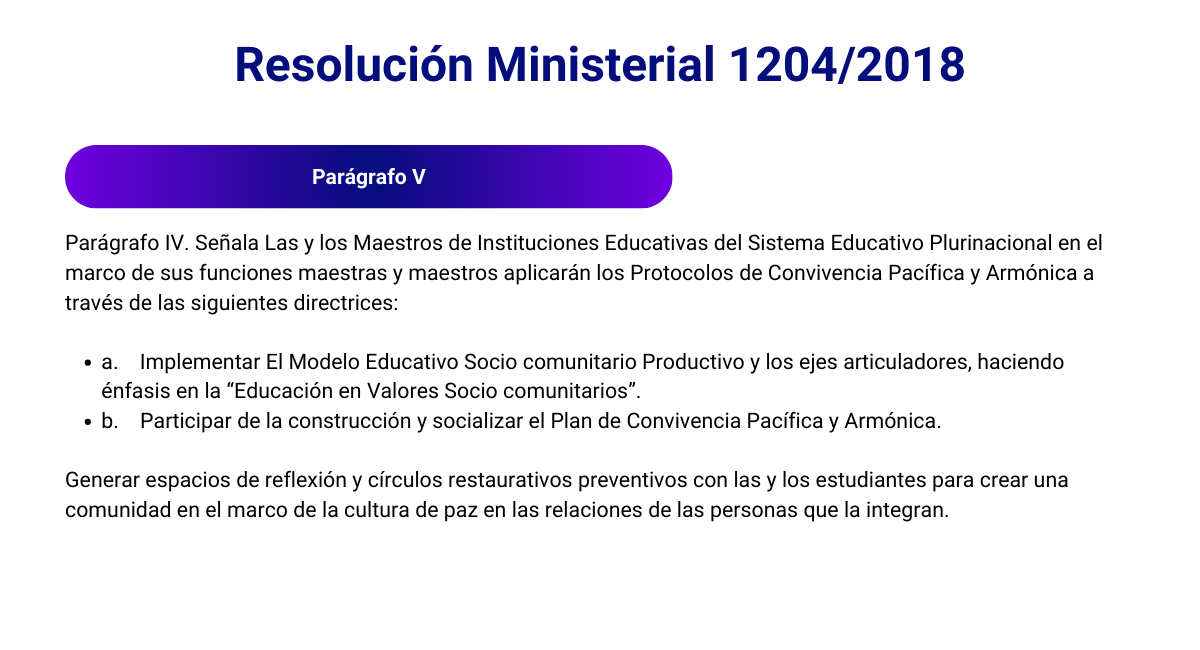 Resolución Ministerial 1204/2018
Parágrafo V
Parágrafo IV. Señala Las y los Maestros de Instituciones Educativas del Sistema Educativo Plurinacional en el
marco de sus funciones maestras y maestros aplicarán los Protocolos de Convivencia Pacífica y Armónica a
través de las siguientes directrices:
• a. Implementar El Modelo Educativo Socio comunitario Productivo y los ejes articuladores, haciendo
énfasis en la “Educación en Valores Socio comunitarios”.
• b. Participar de la construcción y socializar el Plan de Convivencia Pacífica y Armónica.
Generar espacios de reflexión y círculos restaurativos preventivos con las y los estudiantes para crear una
comunidad en el marco de la cultura de paz en las relaciones de las personas que la integran.